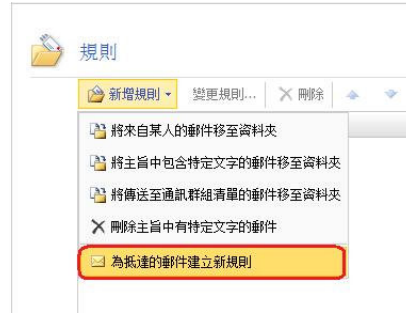 規則
新增規則 變更規則... 刪除
將來自某人的郵件移至資料夾
將主旨中包含特定文字的郵件移至資料夾
將傳送至通訊群組清單的郵件移至資料夾
刪除主旨中有特定文字的郵件
為抵達的郵件建立新規則